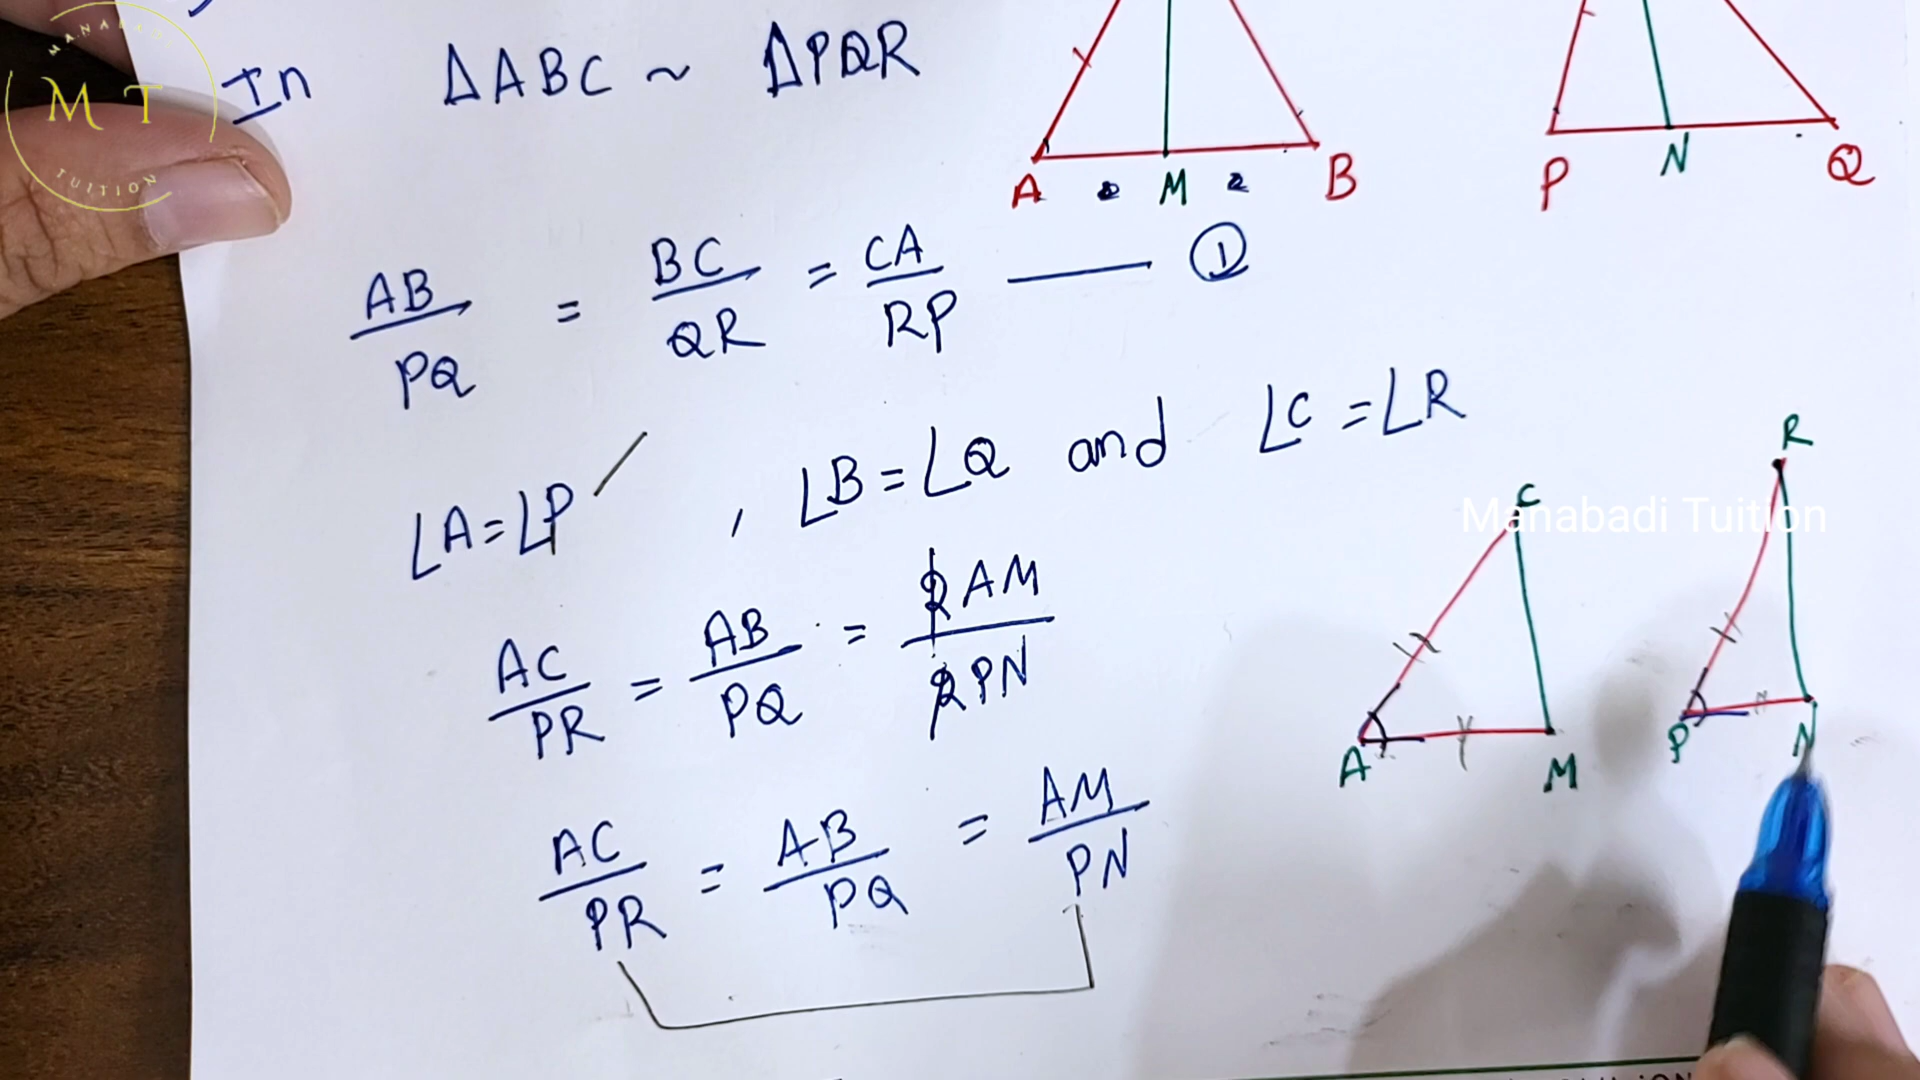 MANABADI
M T
TUITION
In ΔABC ~ ΔPQR
A M B
P N Q
AB/PQ = BC/QR = CA/RP —— ①
∠A = ∠P , ∠B = ∠Q and ∠C = ∠R
AC/PR = AB/PQ = 2AM/2PN
AC/PR = AB/PQ = AM/PN
R
C
Manabadi Tuition
A M
P N